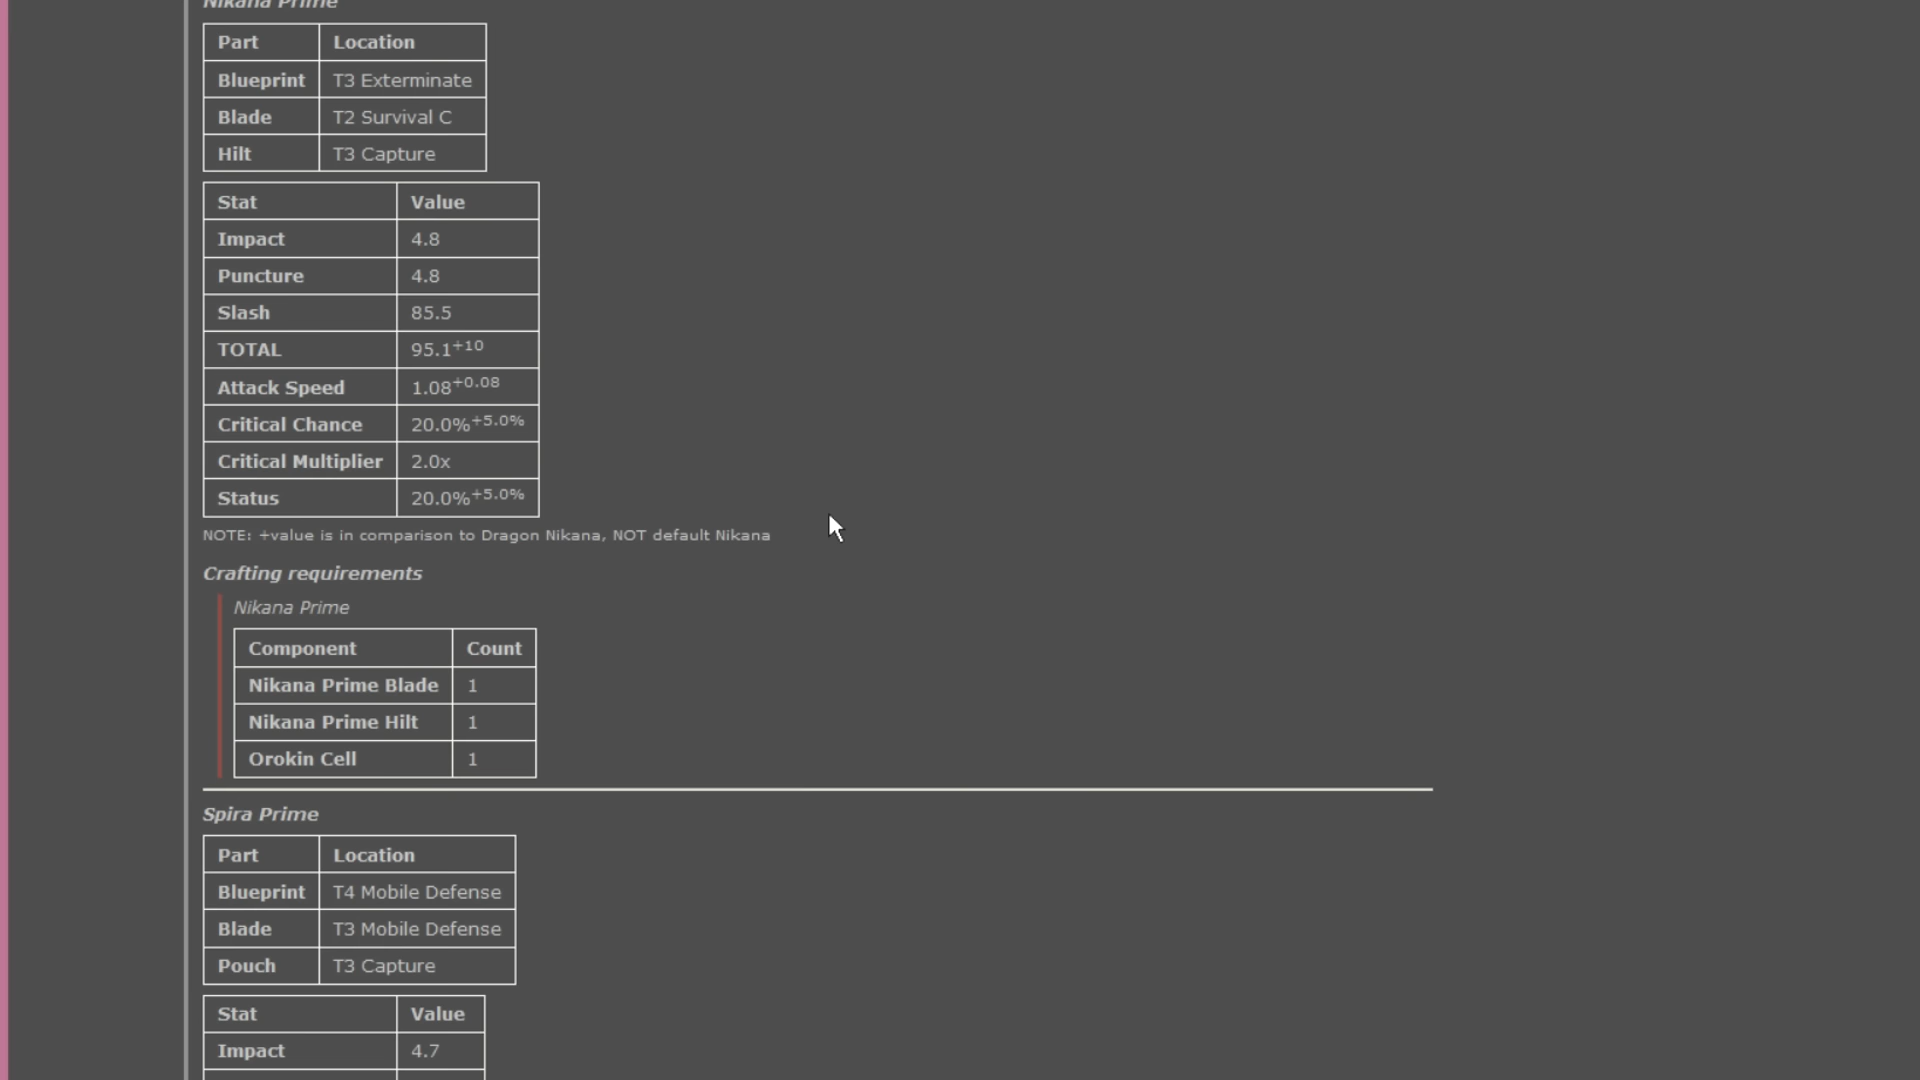 Nikana Prime
Part Location
Blueprint T3 Exterminate
Blade T2 Survival C
Hilt T3 Capture
Stat Value
Impact 4.8
Puncture 4.8
Slash 85.5
TOTAL 95.1+10
Attack Speed 1.08+0.08
Critical Chance 20.0%+5.0%
Critical Multiplier 2.0x
Status 20.0%+5.0%
NOTE: +value is in comparison to Dragon Nikana, NOT default Nikana
Crafting requirements
Nikana Prime
Component Count
Nikana Prime Blade 1
Nikana Prime Hilt 1
Orokin Cell 1
Spira Prime
Part Location
Blueprint T4 Mobile Defense
Blade T3 Mobile Defense
Pouch T3 Capture
Stat Value
Impact 4.7